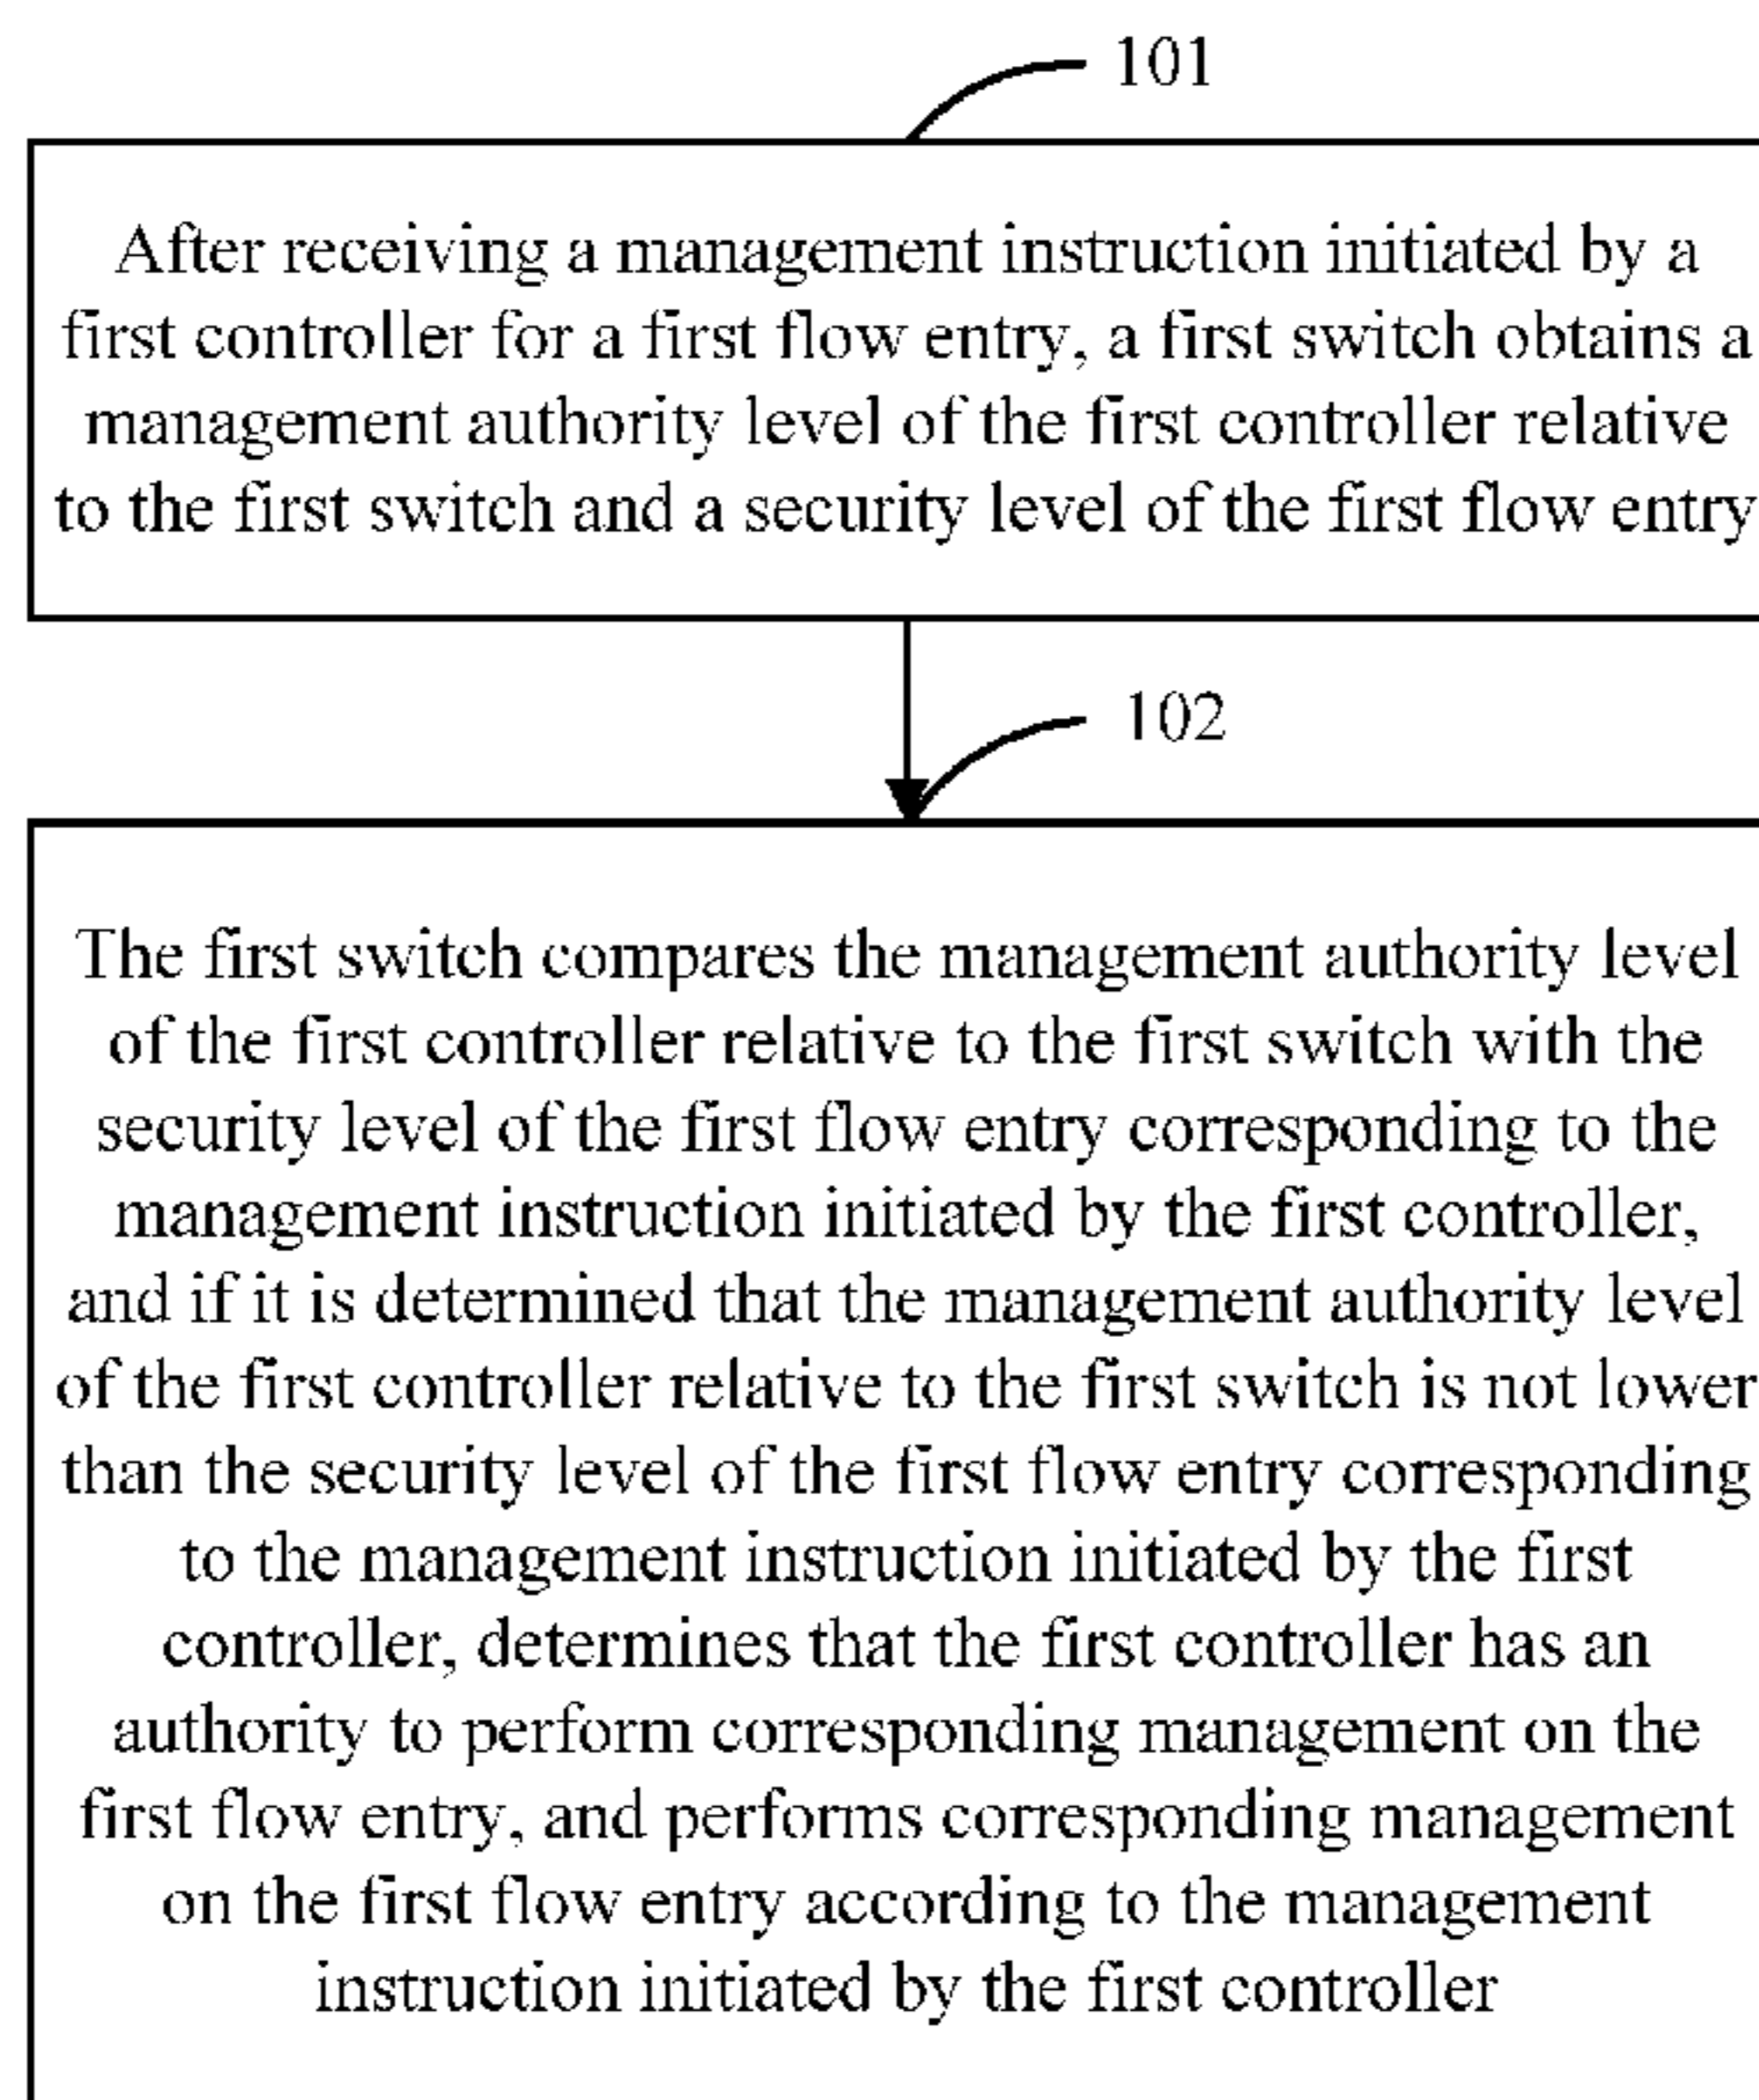 101
After receiving a management instruction initiated by a
first controller for a first flow entry, a first switch obtains a
management authority level of the first controller relative
to the first switch and a security level of the first flow entry
102
The first switch compares the management authority level
of the first controller relative to the first switch with the
security level of the first flow entry corresponding to the
management instruction initiated by the first controller,
and if it is determined that the management authority level
of the first controller relative to the first switch is not lower
than the security level of the first flow entry corresponding
to the management instruction initiated by the first
controller, determines that the first controller has an
authority to perform corresponding management on the
first flow entry, and performs corresponding management
on the first flow entry according to the management
instruction initiated by the first controller